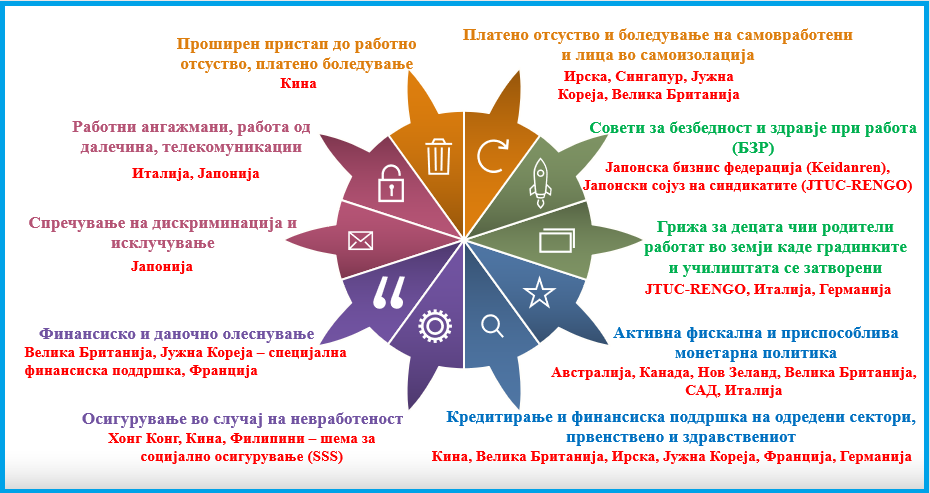 Проширен пристап до работно
отсуство, платено боледување
Кина
Платено отсуство и боледување на самовработени
и лица во самоизолација
Ирска, Сингапур, Јужна
Кореја, Велика Британија
Работни ангажмани, работа од
далечина, телекомуникации
Италија, Јапонија
Совети за безбедност и здравје при работа
(БЗР)
Јапонска бизнис федерација (Keidanren),
Јапонски сојуз на синдикатите (JTUC-RENGO)
Спречување на дискриминација и
исклучување
Јапонија
Грижа за децата чии родители
работат во земји каде градинките
и училиштата се затворени
JTUC-RENGO, Италија, Германија
Финансиско и даночно олеснување
Велика Британија, Јужна Кореја – специјална
финансиска поддршка, Франција
Активна фискална и приспособлива
монетарна политика
Австралија, Канада, Нов Зеланд, Велика Британија,
САД, Италија
Осигурување во случај на невработеност
Хонг Конг, Кина, Филипини – шема за
социјално осигурување (SSS)
Кредитирање и финансиска поддршка на одредени сектори,
првенствено и здравствениот
Кина, Велика Британија, Ирска, Јужна Кореја, Франција, Германија